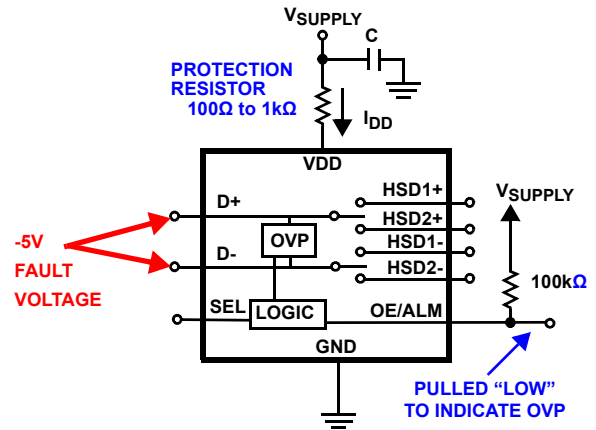 VSUPPLY
C
PROTECTION
RESISTOR
100Ω to 1kΩ
IDD
VDD
D+
HSD1+
VSUPPLY
HSD2+
OVP
-5V
FAULT
VOLTAGE
HSD1-
D-
HSD2-
100kΩ
SEL
LOGIC
OE/ALM
GND
PULLED “LOW”
TO INDICATE OVP